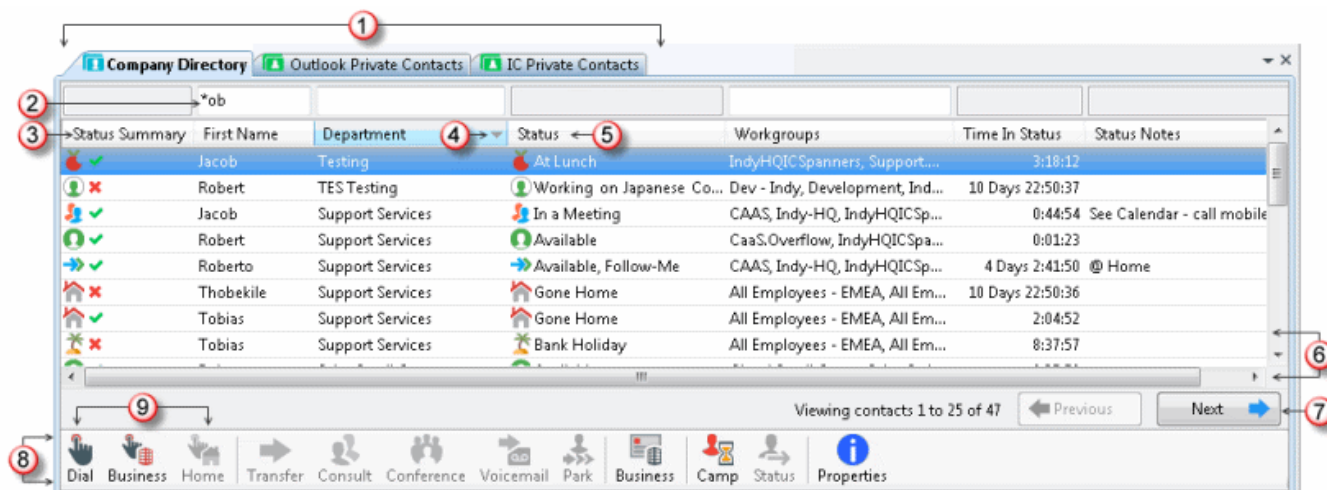 1
Company Directory Outlook Private Contacts IC Private Contacts
2 *ob
3 Status Summary First Name Department 4 Status 5 Workgroups Time In Status Status Notes
Jacob Testing At Lunch IndyHQICSpanners, Support.... 3:18:12
Robert TES Testing Working on Japanese Co... Dev - Indy, Development, Ind... 10 Days 22:50:37
Jacob Support Services In a Meeting CAAS, Indy-HQ, IndyHQICSp... 0:44:54 See Calendar - call mobile
Robert Support Services Available CaaS.Overflow, IndyHQICSpa... 0:01:23
Roberto Support Services Available, Follow-Me CAAS, Indy-HQ, IndyHQICSp... 4 Days 2:41:50 @ Home
Thobekile Support Services Gone Home All Employees - EMEA, All Em... 10 Days 22:50:36
Tobias Support Services Gone Home All Employees - EMEA, All Em... 2:04:52
Tobias Support Services Bank Holiday All Employees - EMEA, All Em... 8:37:57
6
9 Viewing contacts 1 to 25 of 47 Previous Next 7
8
Dial Business Home Transfer Consult Conference Voicemail Park Business Camp Status Properties